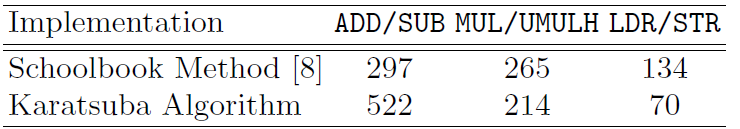 Implementation ADD/SUB MUL/UMULH LDR/STR
Schoolbook Method [8] 297 265 134
Karatsuba Algorithm 522 214 70